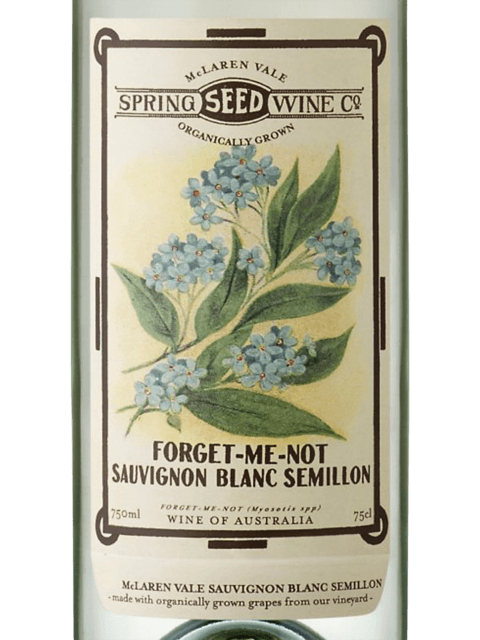 McLAREN VALE
SPRING SEED WINE Co.
ORGANICALLY GROWN
FORGET-ME-NOT
SAUVIGNON BLANC SEMILLON
FORGET-ME-NOT (Myosotis spp)
750ml WINE OF AUSTRALIA 75cl
McLAREN VALE SAUVIGNON BLANC SEMILLON
- made with organically grown grapes from our vineyard -